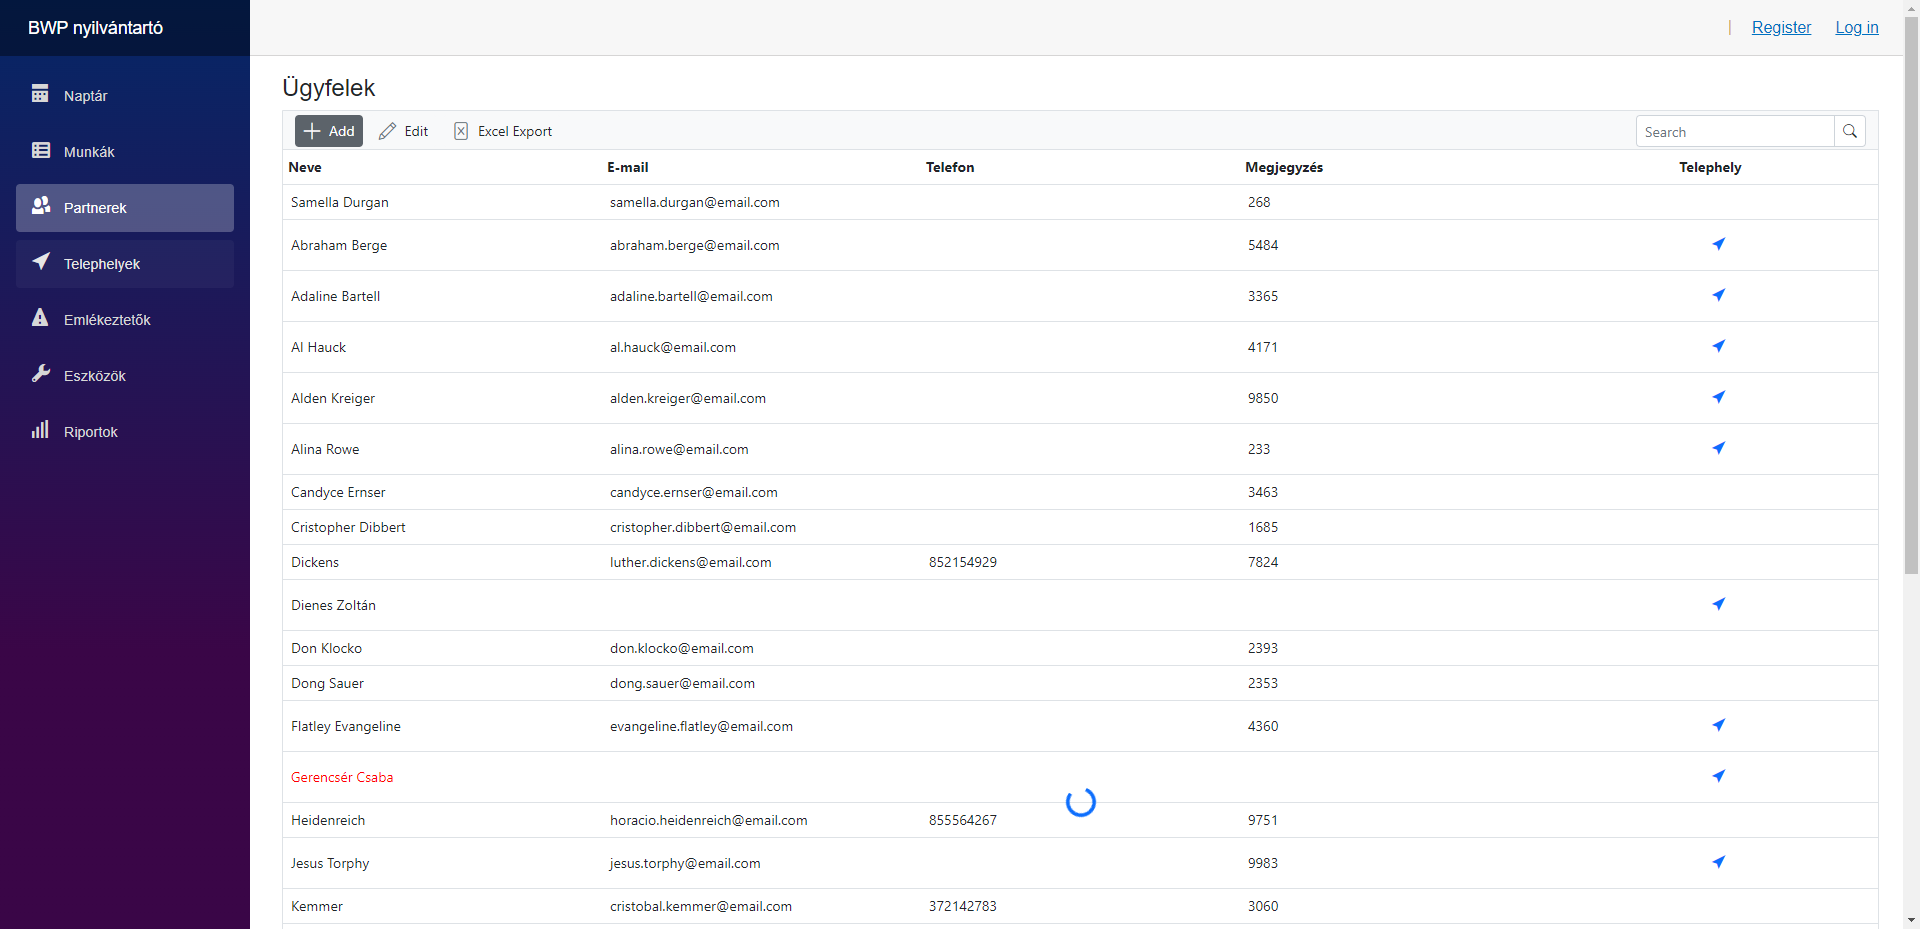 BWP nyilvántartó
| Register Log in
Naptár
Munkák
Partnerek
Telephelyek
Emlékeztetők
Eszközök
Riportok
Ügyfelek
Add Edit Excel Export Search
Neve E-mail Telefon Megjegyzés Telephely
Samella Durgan samella.durgan@email.com 268
Abraham Berge abraham.berge@email.com 5484
Adaline Bartell adaline.bartell@email.com 3365
Al Hauck al.hauck@email.com 4171
Alden Kreiger alden.kreiger@email.com 9850
Alina Rowe alina.rowe@email.com 233
Candyce Ernser candyce.ernser@email.com 3463
Cristopher Dibbert cristopher.dibbert@email.com 1685
Dickens luther.dickens@email.com 852154929 7824
Dienes Zoltán
Don Klocko don.klocko@email.com 2393
Dong Sauer dong.sauer@email.com 2353
Flatley Evangeline evangeline.flatley@email.com 4360
Gerencsér Csaba
Heidenreich horacio.heidenreich@email.com 855564267 9751
Jesus Torphy jesus.torphy@email.com 9983
Kemmer cristobal.kemmer@email.com 372142783 3060